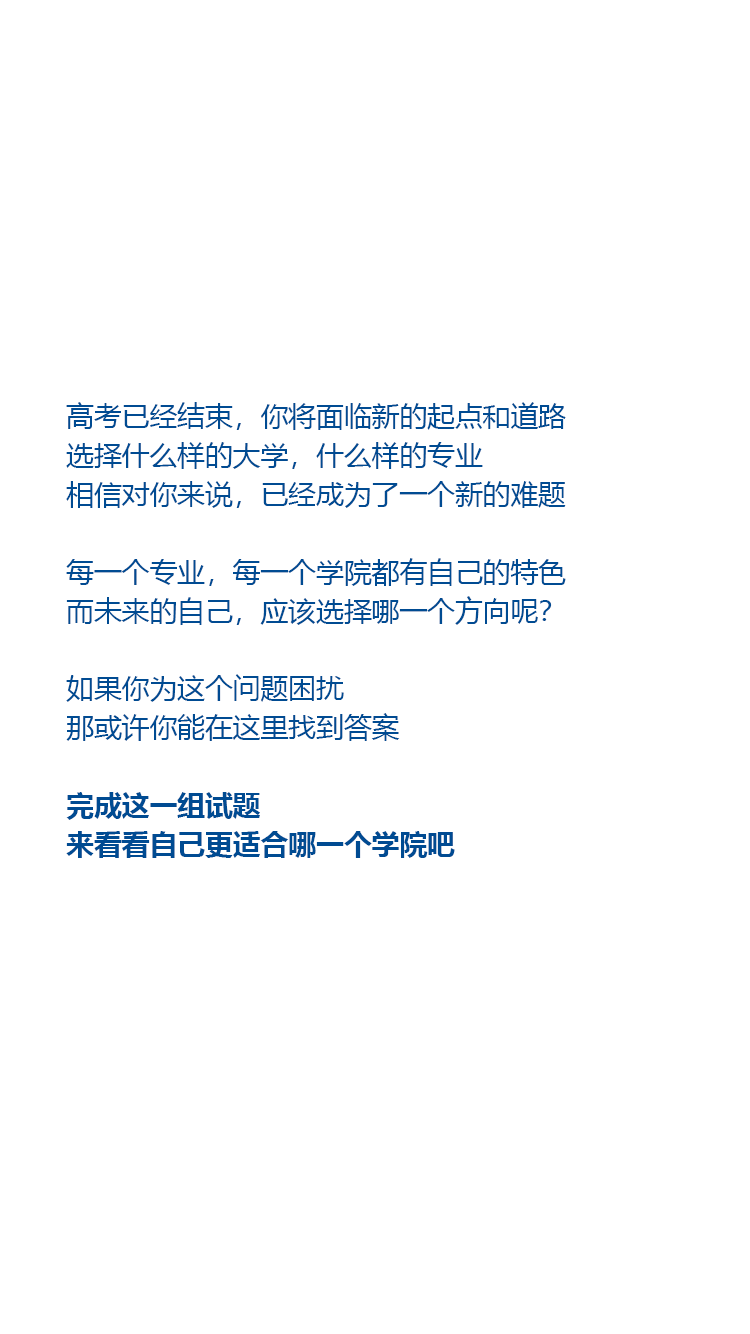 高考已经结束，你将面临新的起点和道路
选择什么样的大学，什么样的专业
相信对你来说，已经成为了一个新的难题
每一个专业，每一个学院都有自己的特色
而未来的自己，应该选择哪一个方向呢？
如果你为这个问题困扰
那或许你能在这里找到答案
完成这一组试题
来看看自己更适合哪一个学院吧